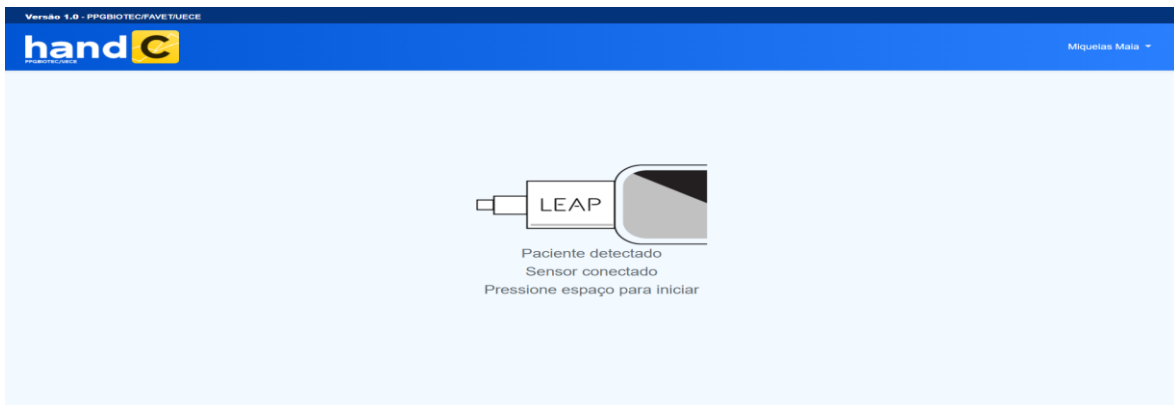 Versão 1.0 - PPGBIOTEC/FAVET/UECE
hand C
PPGBIOTEC/UECE
Miqueias Maia
LEAP
Paciente detectado
Sensor conectado
Pressione espaço para iniciar